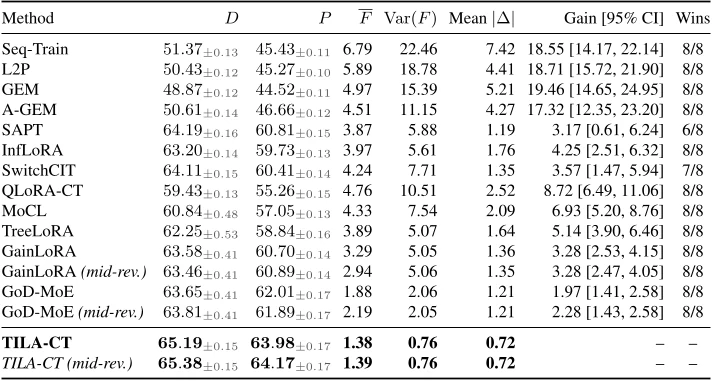 Method D P F̅ Var(F) Mean |Δ| Gain [95% CI] Wins
Seq-Train 51.37±0.13 45.43±0.11 6.79 22.46 7.42 18.55 [14.17, 22.14] 8/8
L2P 50.43±0.12 45.27±0.10 5.89 18.78 4.41 18.71 [15.72, 21.90] 8/8
GEM 48.87±0.12 44.52±0.11 4.97 15.39 5.21 19.46 [14.65, 24.95] 8/8
A-GEM 50.61±0.14 46.66±0.12 4.51 11.15 4.27 17.32 [12.35, 23.20] 8/8
SAPT 64.19±0.16 60.81±0.15 3.87 5.88 1.19 3.17 [0.61, 6.24] 6/8
InfLoRA 63.20±0.14 59.73±0.13 3.97 5.61 1.76 4.25 [2.51, 6.32] 8/8
SwitchCIT 64.11±0.15 60.41±0.14 4.24 7.71 1.35 3.57 [1.47, 5.94] 7/8
QLoRA-CT 59.43±0.13 55.26±0.15 4.76 10.51 2.52 8.72 [6.49, 11.06] 8/8
MoCL 60.84±0.48 57.05±0.13 4.33 7.54 2.09 6.93 [5.20, 8.76] 8/8
TreeLoRA 62.25±0.53 58.84±0.16 3.89 5.07 1.64 5.14 [3.90, 6.46] 8/8
GainLoRA 63.58±0.41 60.70±0.14 3.29 5.05 1.36 3.28 [2.53, 4.15] 8/8
GainLoRA (mid-rev.) 63.46±0.41 60.89±0.14 2.94 5.06 1.35 3.28 [2.47, 4.05] 8/8
GoD-MoE 63.65±0.41 62.01±0.17 1.88 2.06 1.21 1.97 [1.41, 2.58] 8/8
GoD-MoE (mid-rev.) 63.81±0.41 61.89±0.17 2.19 2.05 1.21 2.28 [1.43, 2.58] 8/8
TILA-CT 65.19±0.15 63.98±0.17 1.38 0.76 0.72 – –
TILA-CT (mid-rev.) 65.38±0.15 64.17±0.17 1.39 0.76 0.72 – –